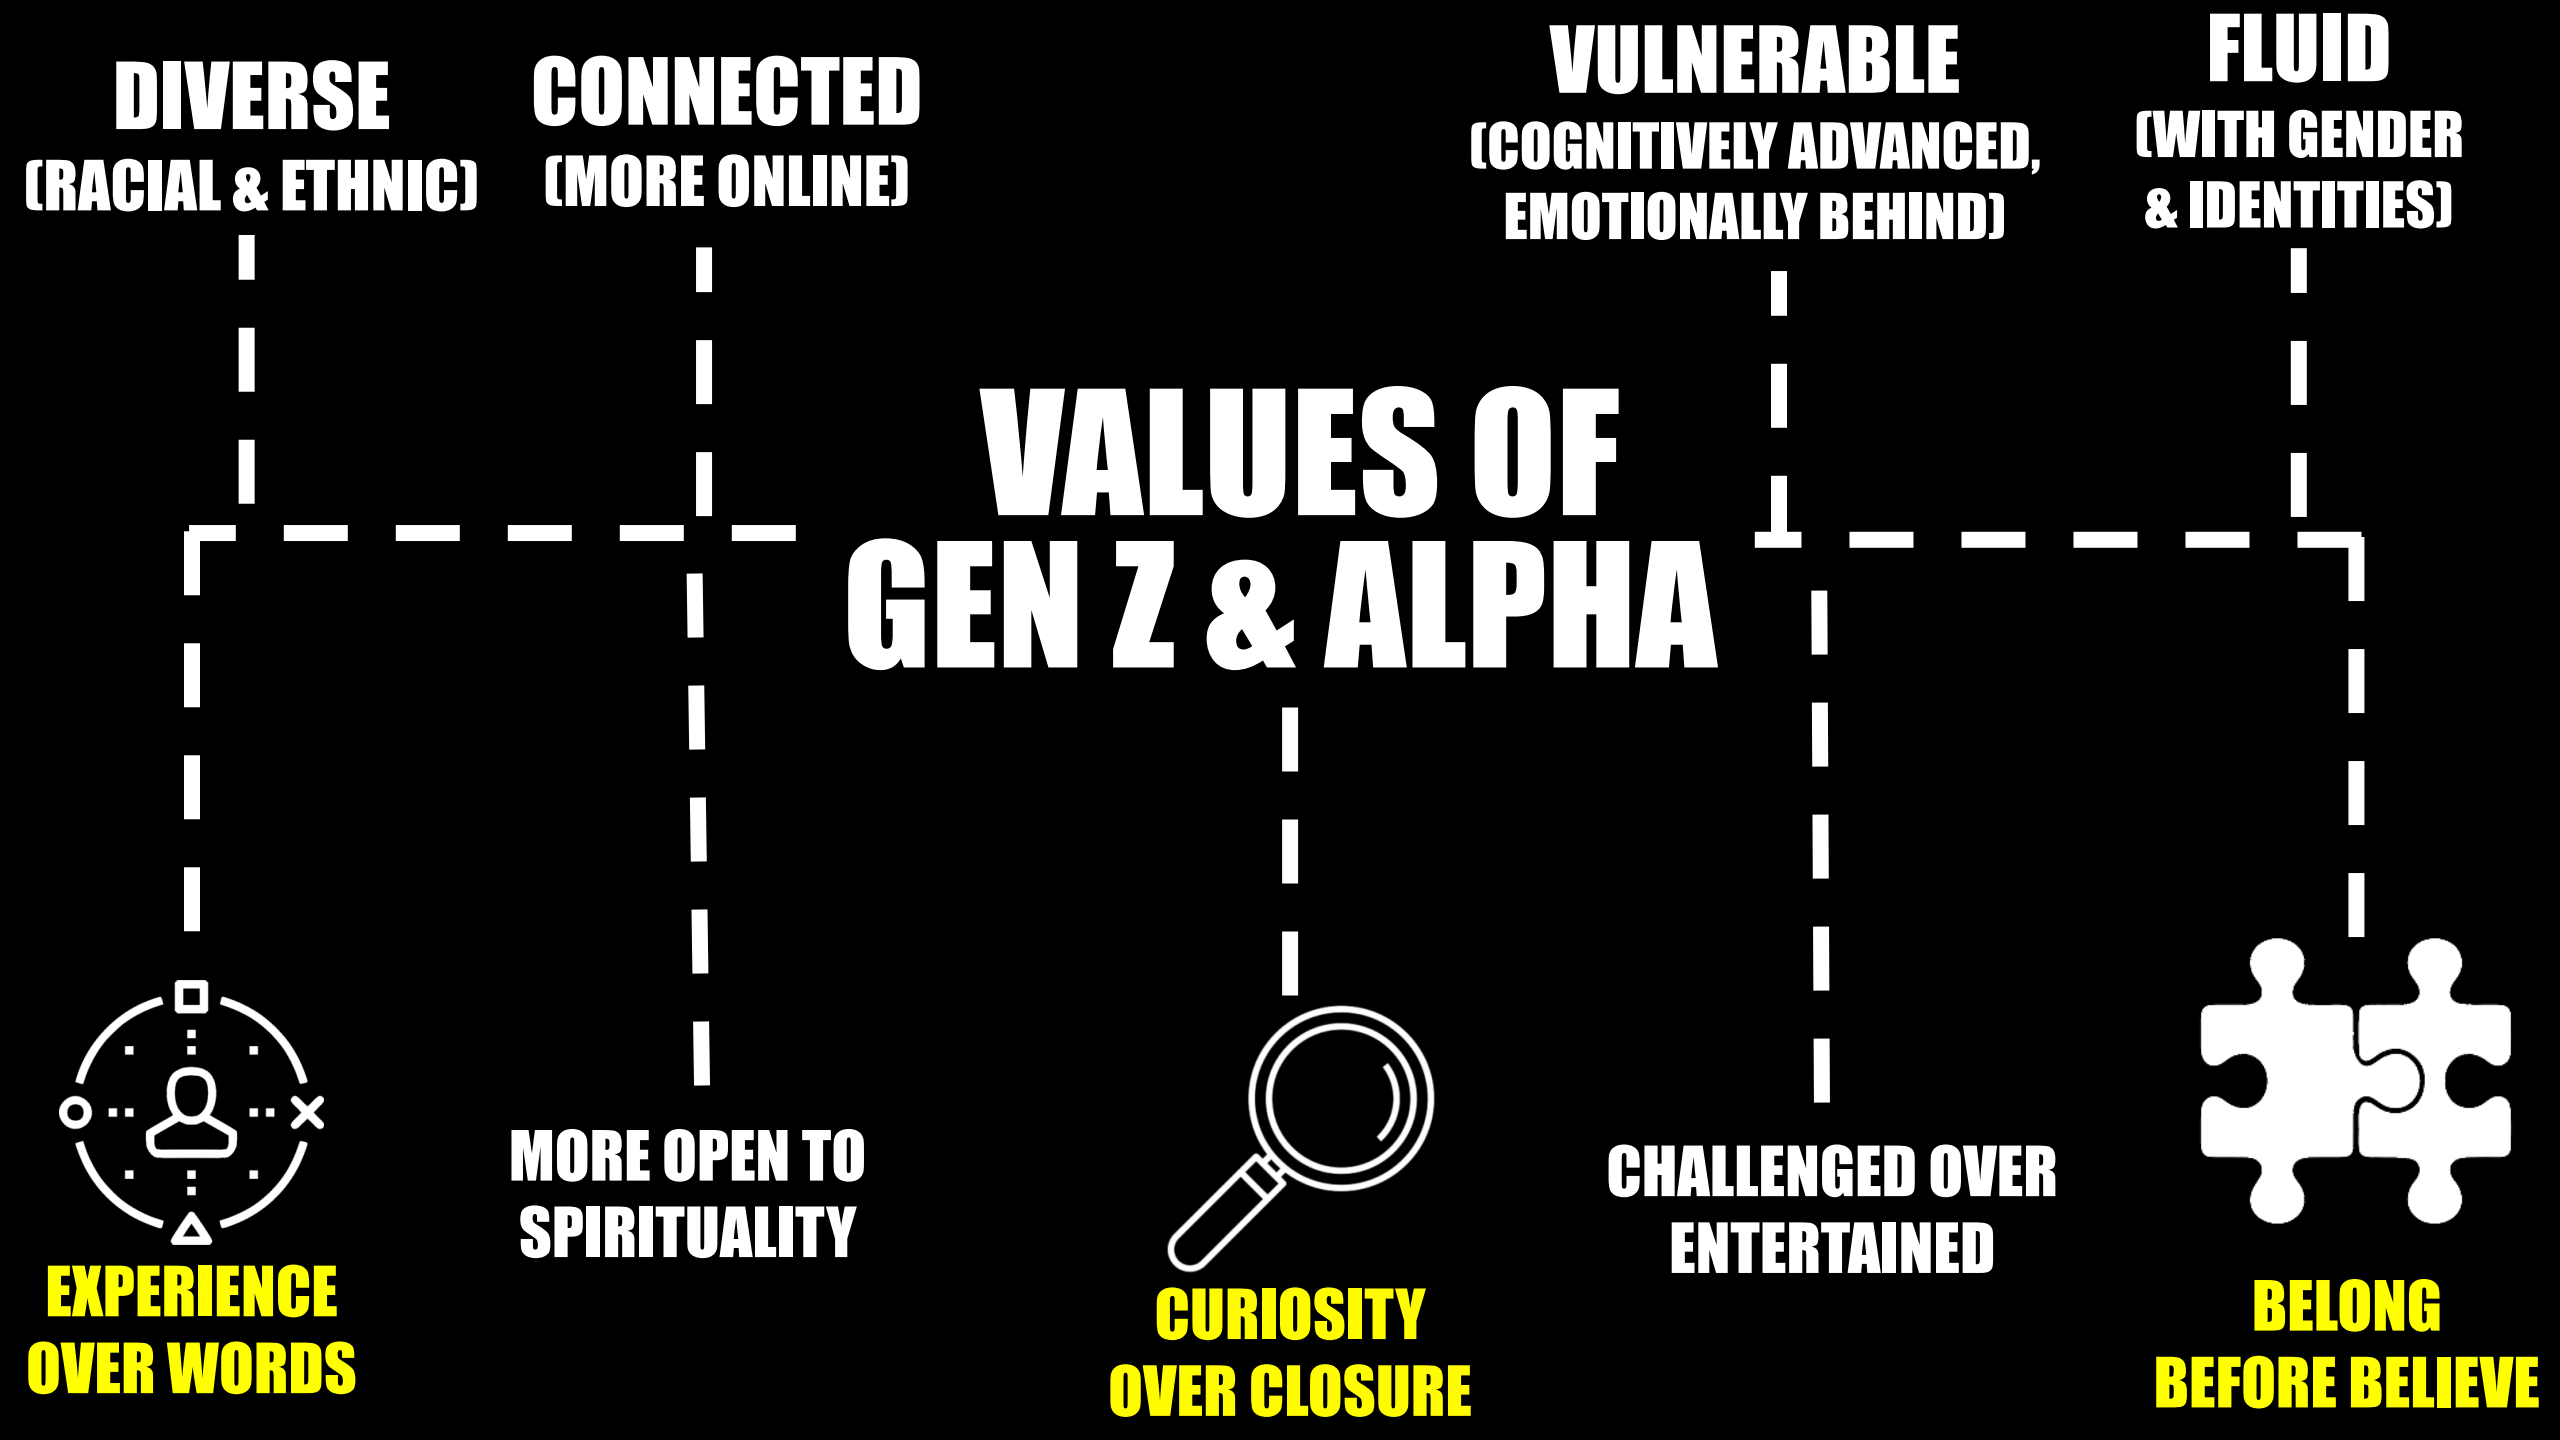 DIVERSE
(RACIAL & ETHNIC)
CONNECTED
(MORE ONLINE)
VULNERABLE
(COGNITIVELY ADVANCED,
EMOTIONALLY BEHIND)
FLUID
(WITH GENDER
& IDENTITIES)
VALUES OF
GEN Z & ALPHA
EXPERIENCE
OVER WORDS
MORE OPEN TO
SPIRITUALITY
CURIOSITY
OVER CLOSURE
CHALLENGED OVER
ENTERTAINED
BELONG
BEFORE BELIEVE